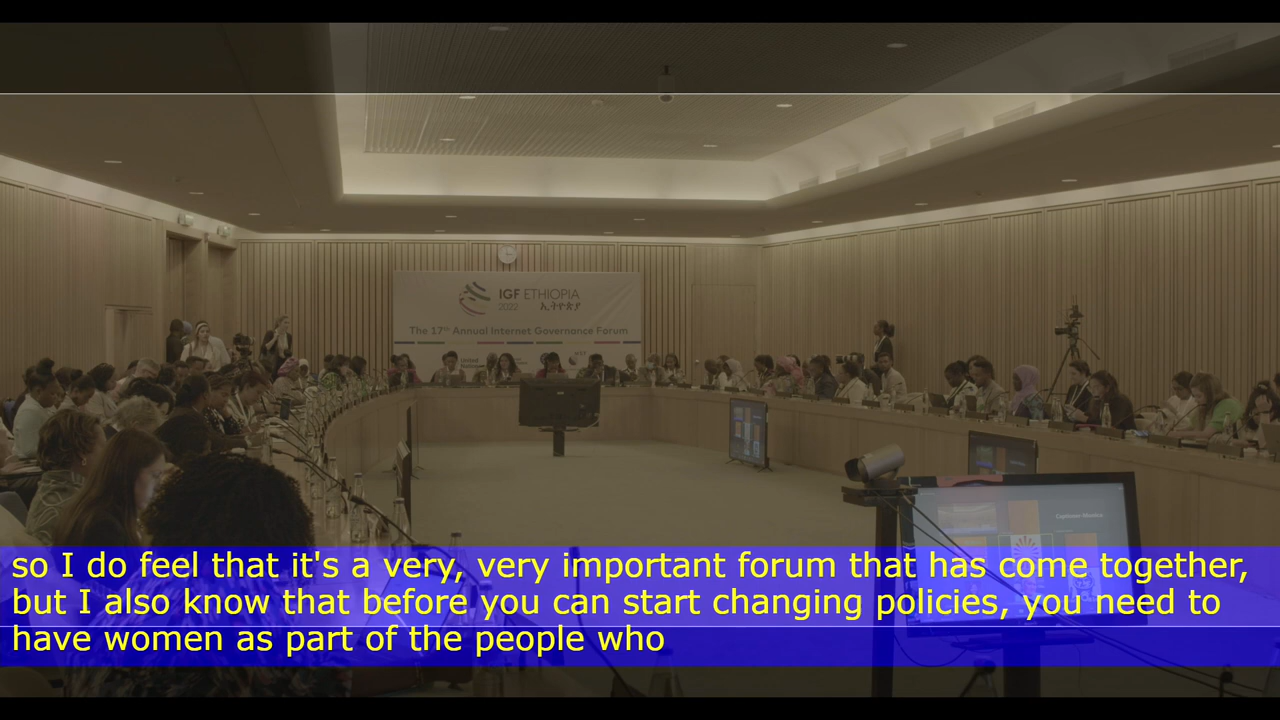 IGF ETHIOPIA
2022 ኢትዮጵያ
The 17th Annual Internet Governance Forum
so I do feel that it's a very, very important forum that has come together,
but I also know that before you can start changing policies, you need to
have women as part of the people who